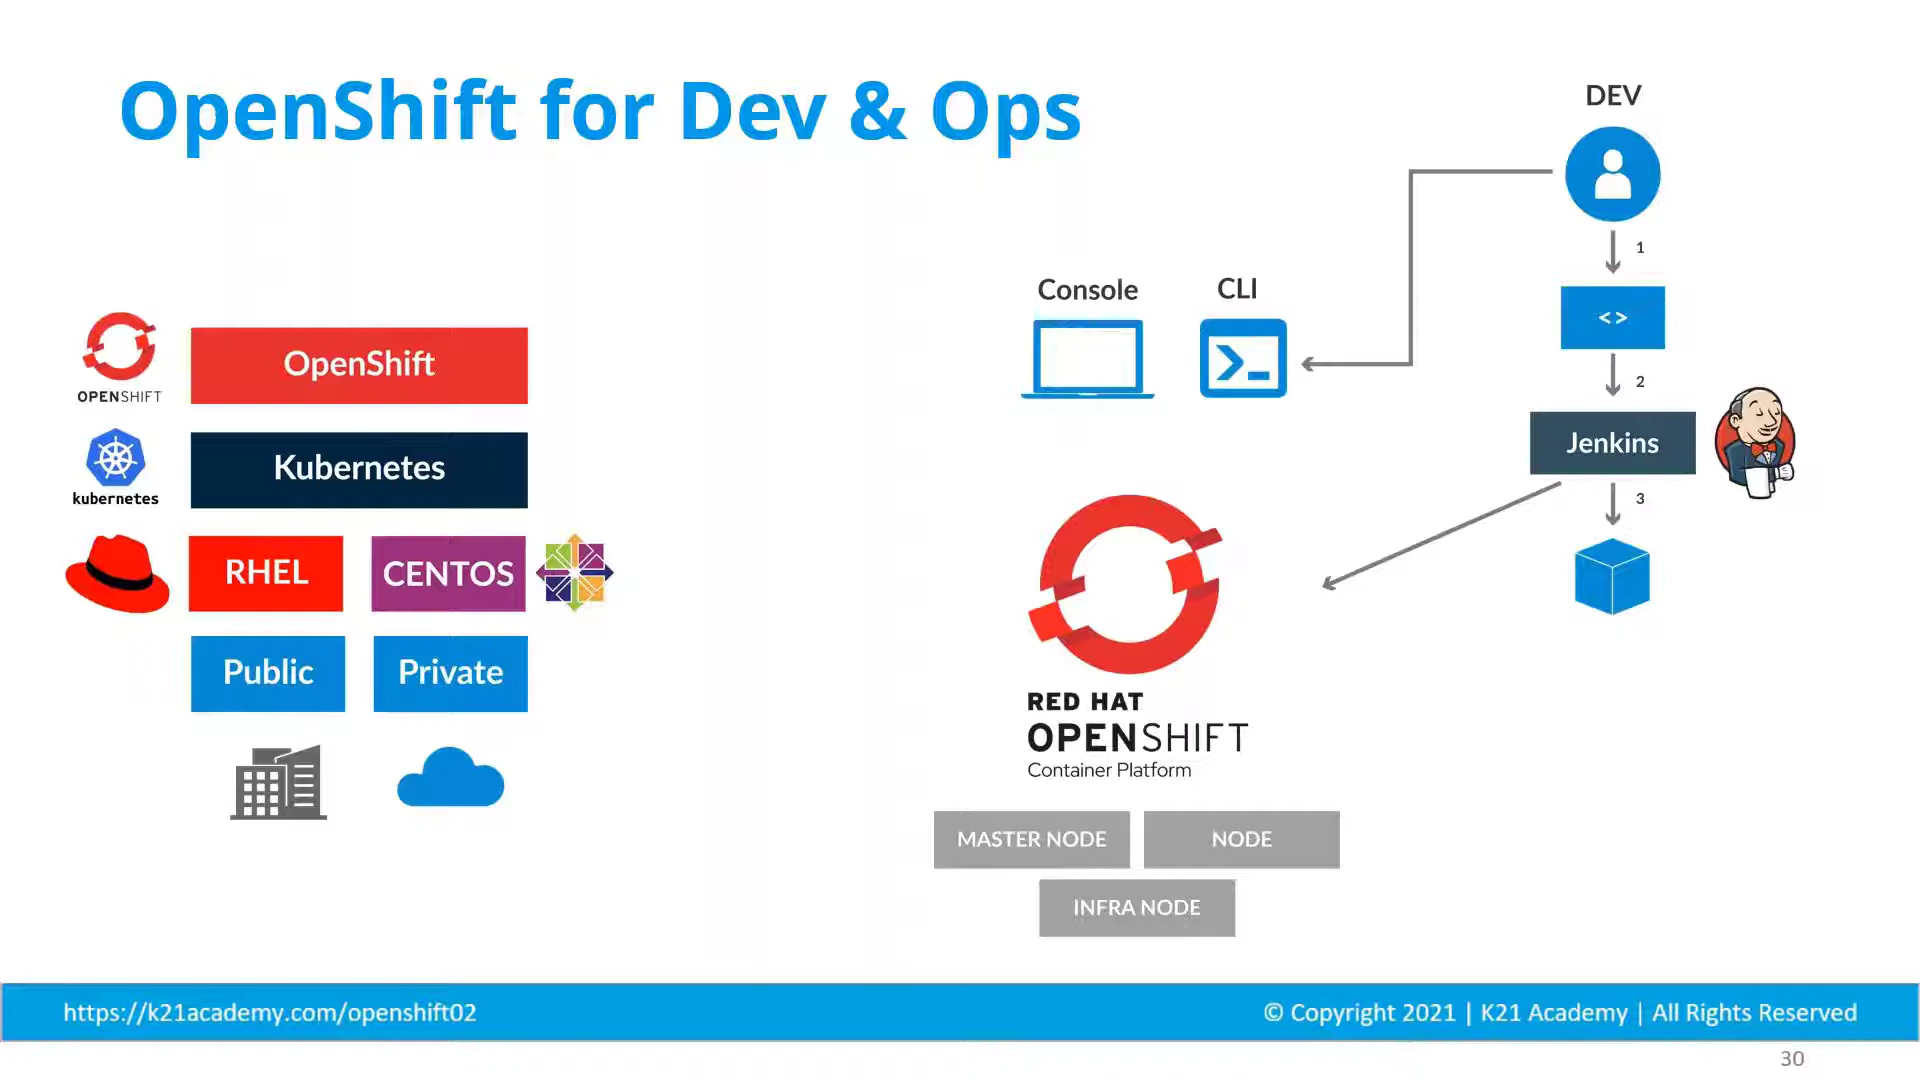 OpenShift for Dev & Ops
DEV
1
Console
CLI
< >
2
OPENSHIFT
OpenShift
Jenkins
kubernetes
Kubernetes
3
RHEL
CENTOS
Public
Private
RED HAT
OPENSHIFT
Container Platform
MASTER NODE
NODE
INFRA NODE
https://k21academy.com/openshift02
© Copyright 2021 | K21 Academy | All Rights Reserved
30